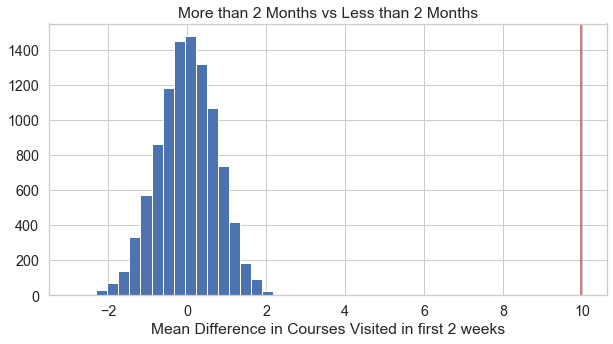 More than 2 Months vs Less than 2 Months
1400
1200
1000
800
600
400
200
0
−2 0 2 4 6 8 10
Mean Difference in Courses Visited in first 2 weeks